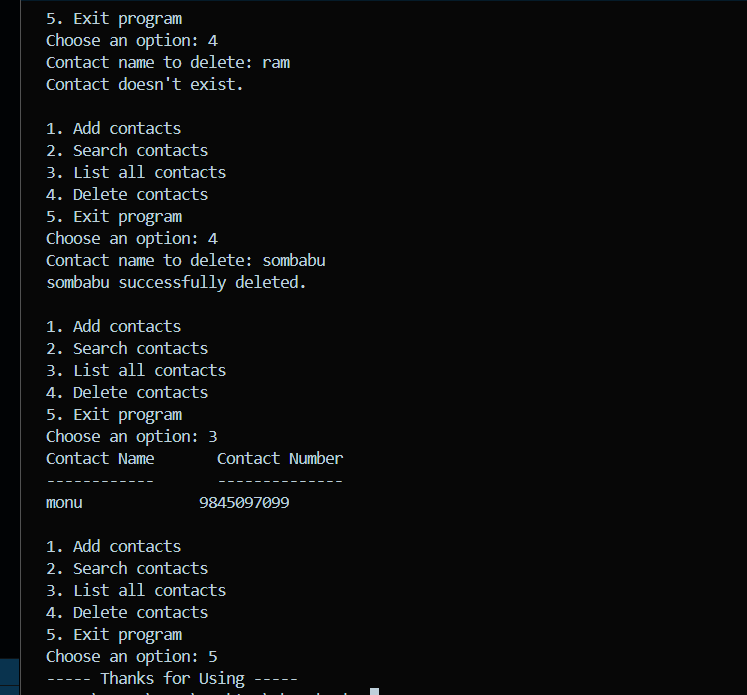 5. Exit program
Choose an option: 4
Contact name to delete: ram
Contact doesn't exist.
1. Add contacts
2. Search contacts
3. List all contacts
4. Delete contacts
5. Exit program
Choose an option: 4
Contact name to delete: sombabu
sombabu successfully deleted.
1. Add contacts
2. Search contacts
3. List all contacts
4. Delete contacts
5. Exit program
Choose an option: 3
Contact Name       Contact Number
------------       --------------
monu             9845097099
1. Add contacts
2. Search contacts
3. List all contacts
4. Delete contacts
5. Exit program
Choose an option: 5
----- Thanks for Using -----